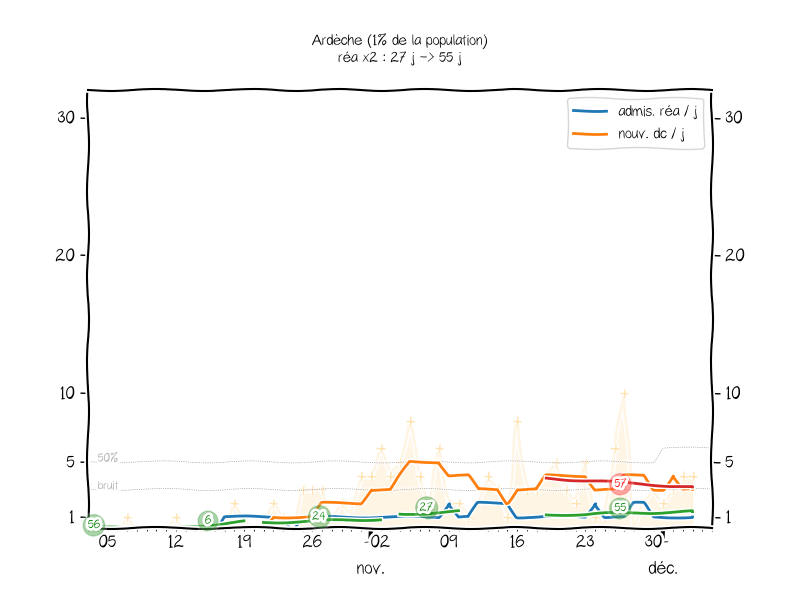 Ardèche (1% de la population)
réa x2 : 27 j -> 55 j
admis. réa / j
nouv. dc / j
30
30
20
20
10
10
50%
5
5
bruit
57
27
55
56
6
24
1
1
05 12 19 26 02 09 16 23 30
nov. déc.